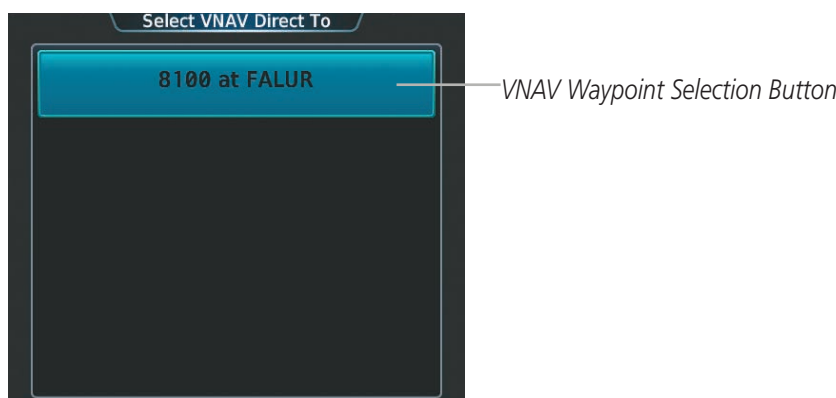 Select VNAV Direct To
8100 at FALUR
VNAV Waypoint Selection Button